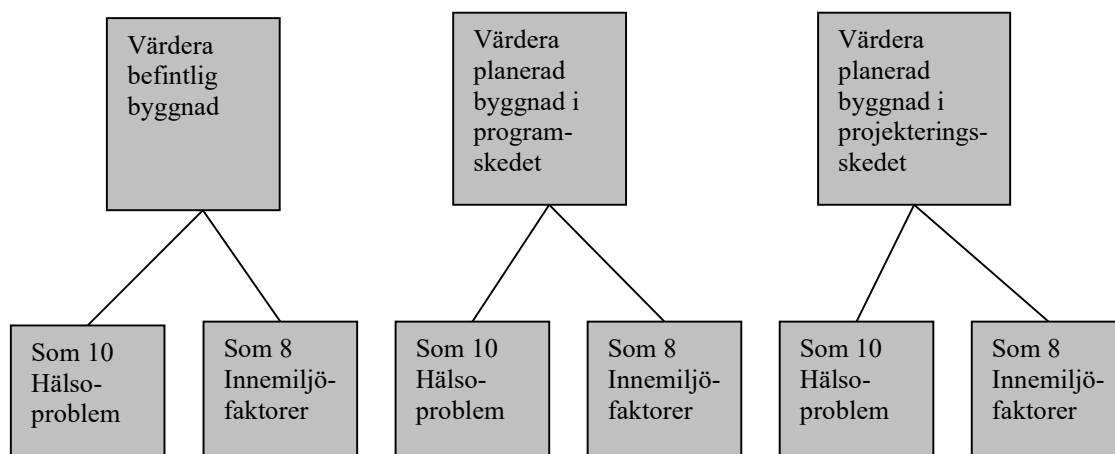 Värdera
befintlig
byggnad
Värdera
planerad
byggnad i
program-
skedet
Värdera
planerad
byggnad i
projekterings-
skedet
Som 10
Hälso-
problem
Som 8
Innemiljö-
faktorer
Som 10
Hälso-
problem
Som 8
Innemiljö-
faktorer
Som 10
Hälso-
problem
Som 8
Innemiljö-
faktorer